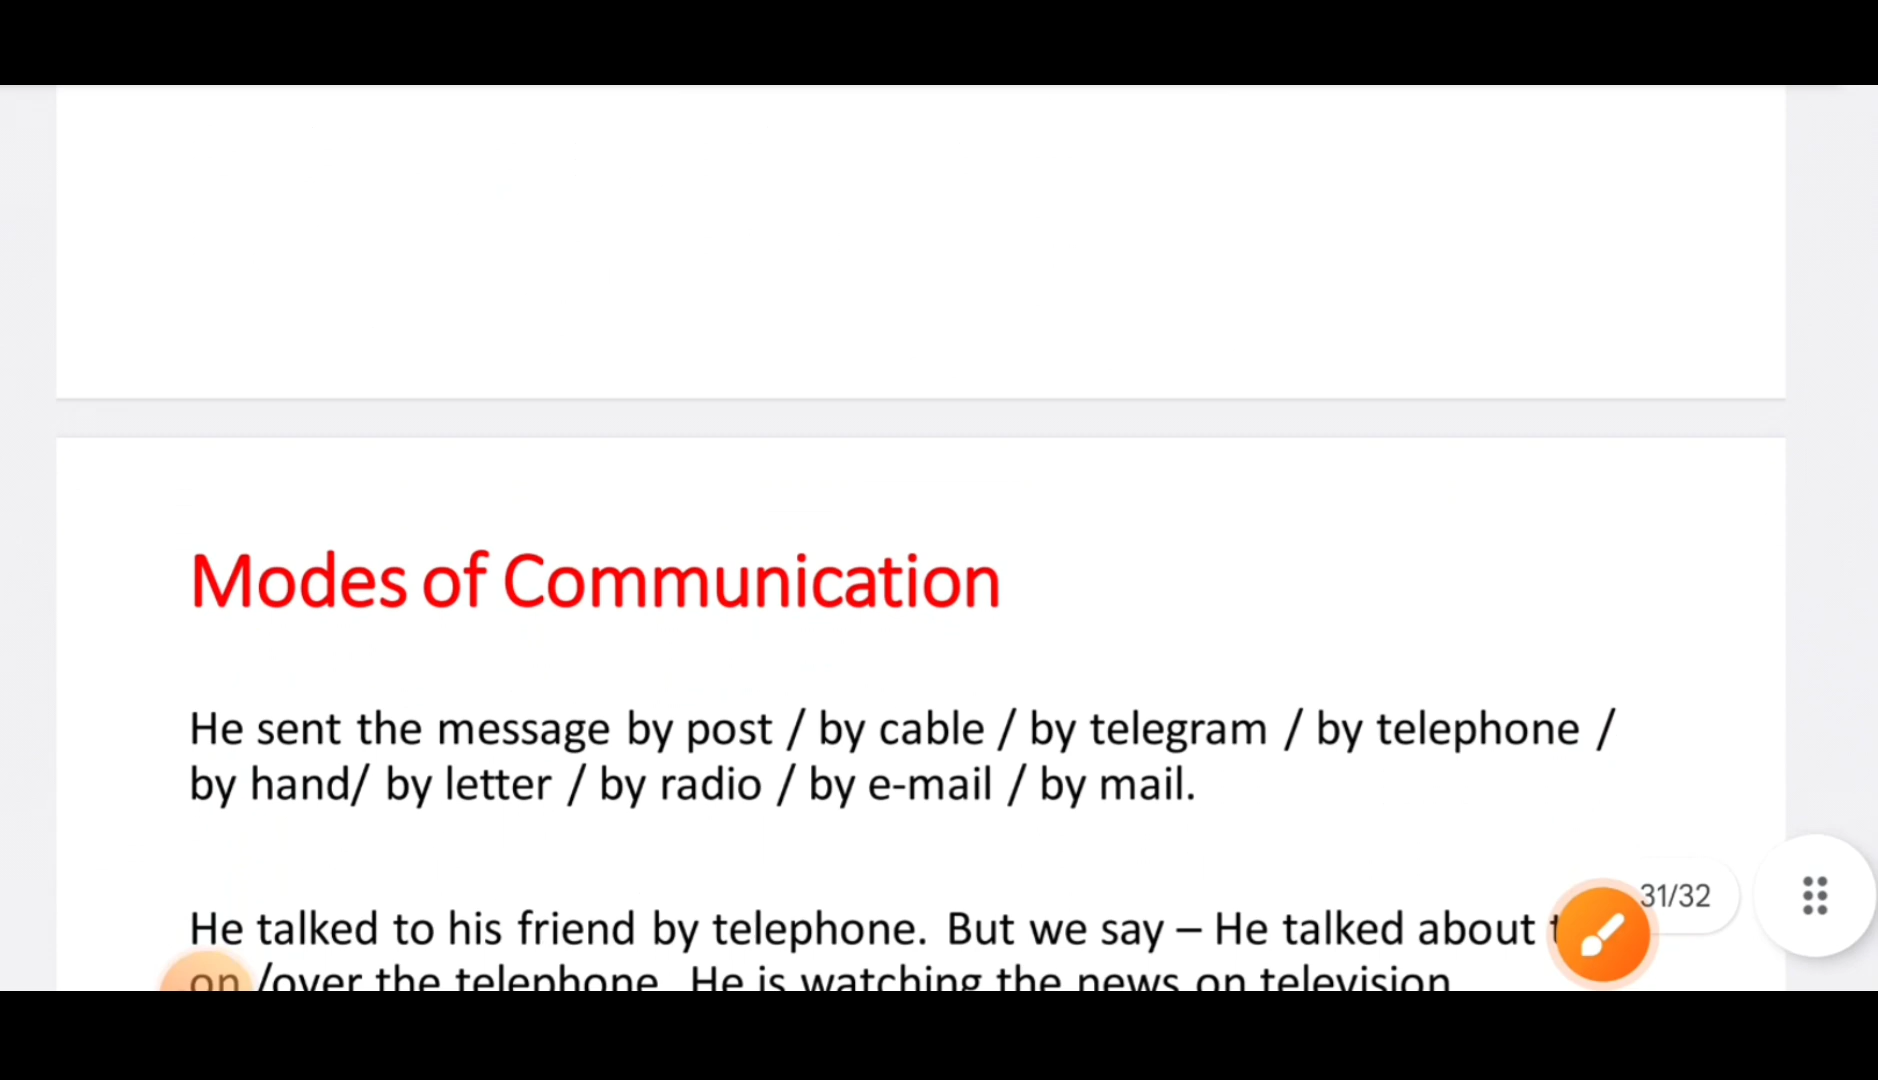 Modes of Communication
He sent the message by post / by cable / by telegram / by telephone /
by hand/ by letter / by radio / by e-mail / by mail.
31/32
He talked to his friend by telephone. But we say – He talked about
on /over the telephone. He is watching the news on television